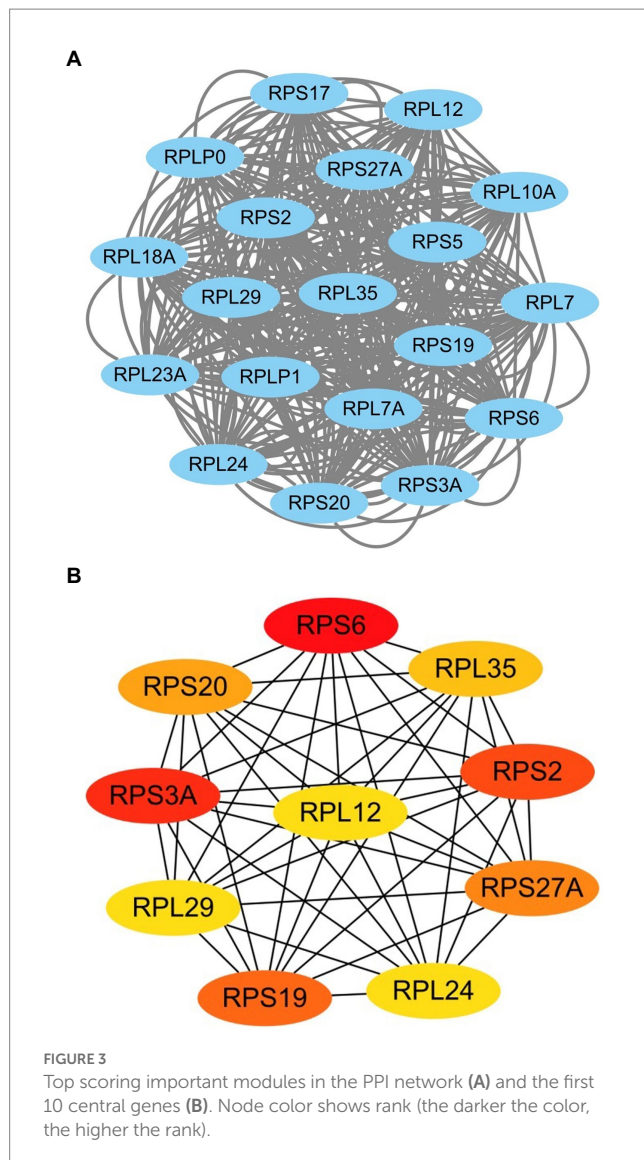 A
RPS17
RPL12
RPLP0
RPS27A
RPL10A
RPS2
RPS5
RPL18A
RPL29
RPL35
RPL7
RPS19
RPL23A
RPLP1
RPL7A
RPS6
RPL24
RPS20
RPS3A
B
RPS6
RPS20
RPL35
RPS3A
RPS2
RPL12
RPS27A
RPL29
RPS19
RPL24
FIGURE 3
Top scoring important modules in the PPI network (A) and the first
10 central genes (B). Node color shows rank (the darker the color,
the higher the rank).